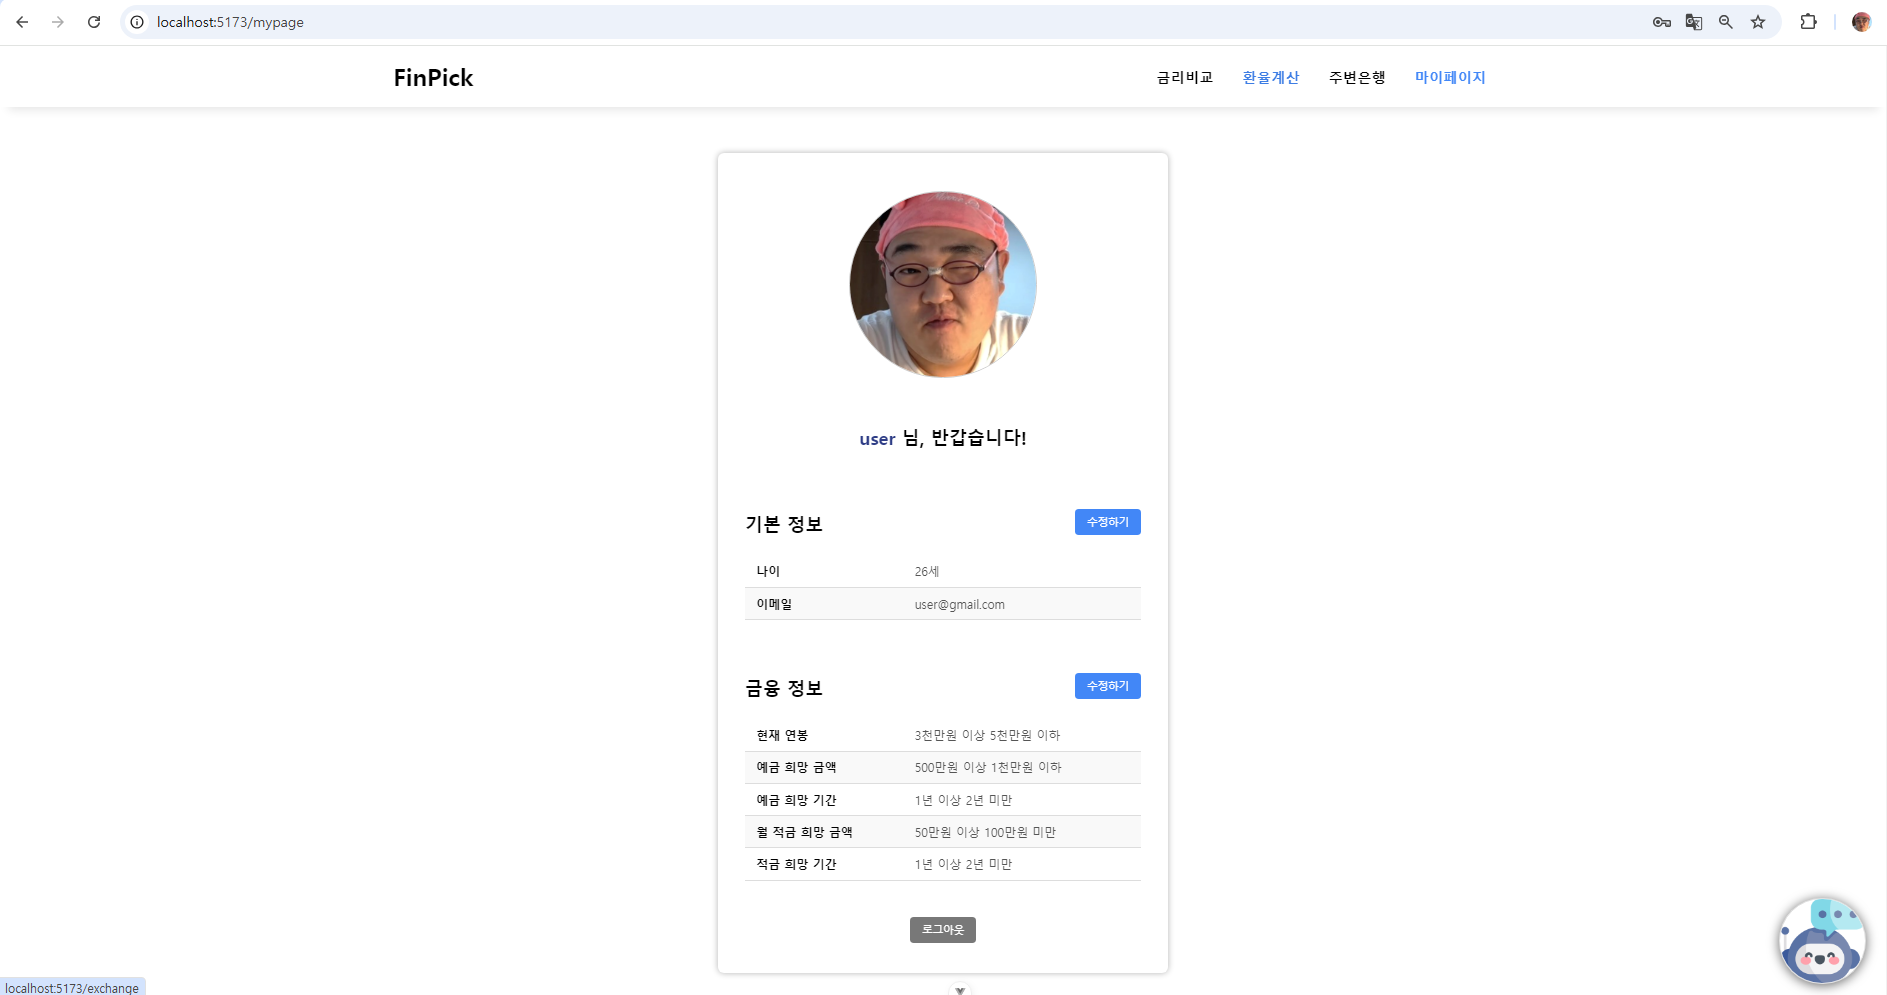 localhost:5173/mypage
FinPick
금리비교 환율계산 주변은행 마이페이지
user 님, 반갑습니다!
기본 정보 수정하기
나이 26세
이메일 user@gmail.com
금융 정보 수정하기
현재 연봉 3천만원 이상 5천만원 이하
예금 희망 금액 500만원 이상 1천만원 이하
예금 희망 기간 1년 이상 2년 미만
월 적금 희망 금액 50만원 이상 100만원 미만
적금 희망 기간 1년 이상 2년 미만
로그아웃
localhost:5173/exchange